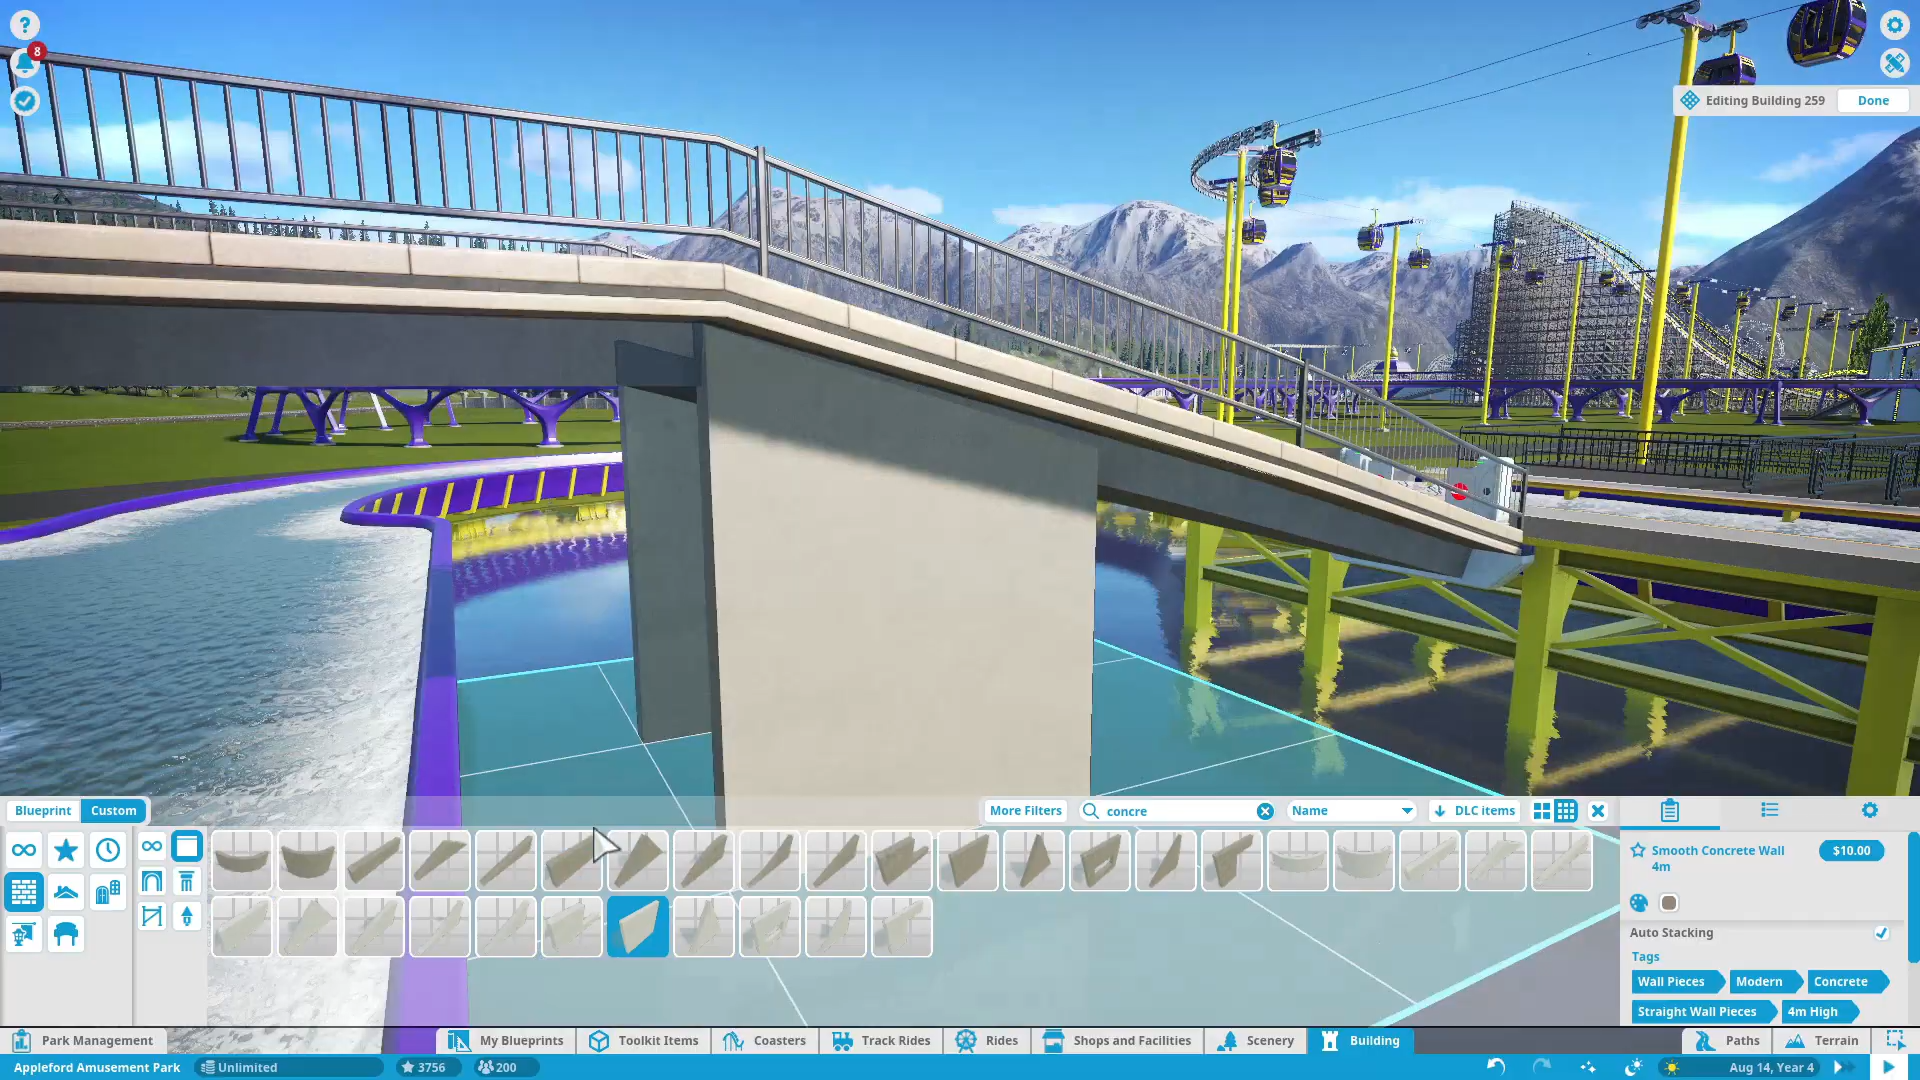 ?
8
Editing Building 259
Done
Blueprint
Custom
More Filters
concre
Name
DLC items
Smooth Concrete Wall
4m
$10.00
Auto Stacking
Tags
Wall Pieces
Modern
Concrete
Straight Wall Pieces
4m High
Park Management
My Blueprints
Toolkit Items
Coasters
Track Rides
Rides
Shops and Facilities
Scenery
Building
Paths
Terrain
Appleford Amusement Park
Unlimited
3756
200
Aug 14, Year 4